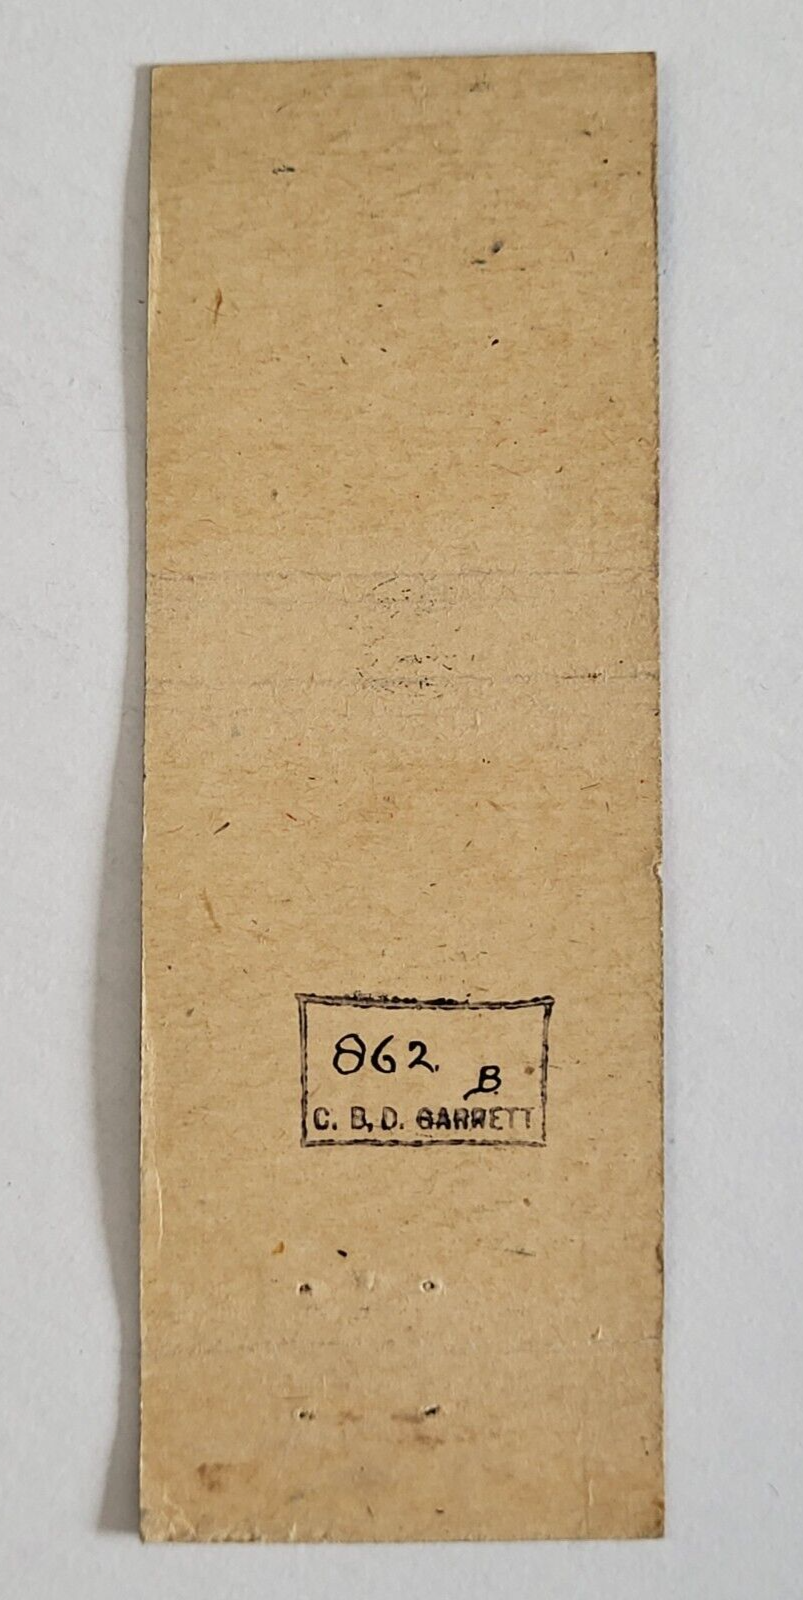 862.
B
C. B, D. GARRETT